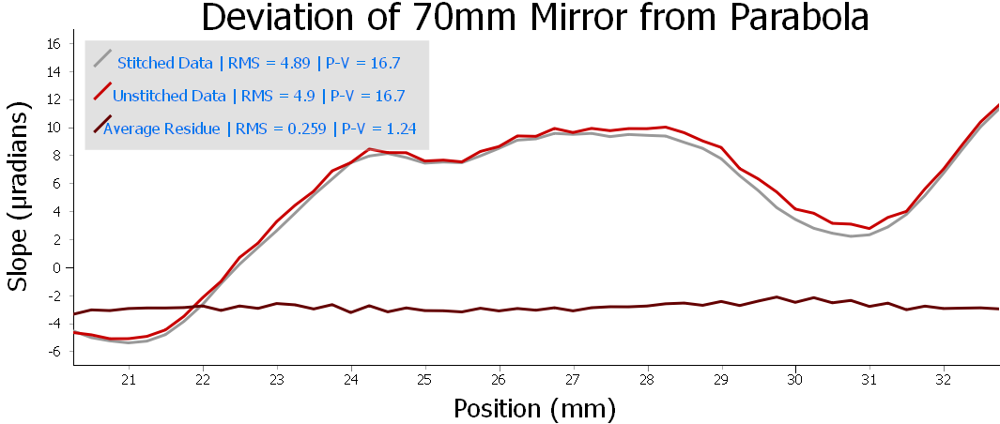 Deviation of 70mm Mirror from Parabola
Stitched Data | RMS = 4.89 | P-V = 16.7
Unstitched Data | RMS = 4.9 | P-V = 16.7
Average Residue | RMS = 0.259 | P-V = 1.24
Slope (µradians)
16
14
12
10
8
6
4
2
0
-2
-4
-6
21 22 23 24 25 26 27 28 29 30 31 32
Position (mm)